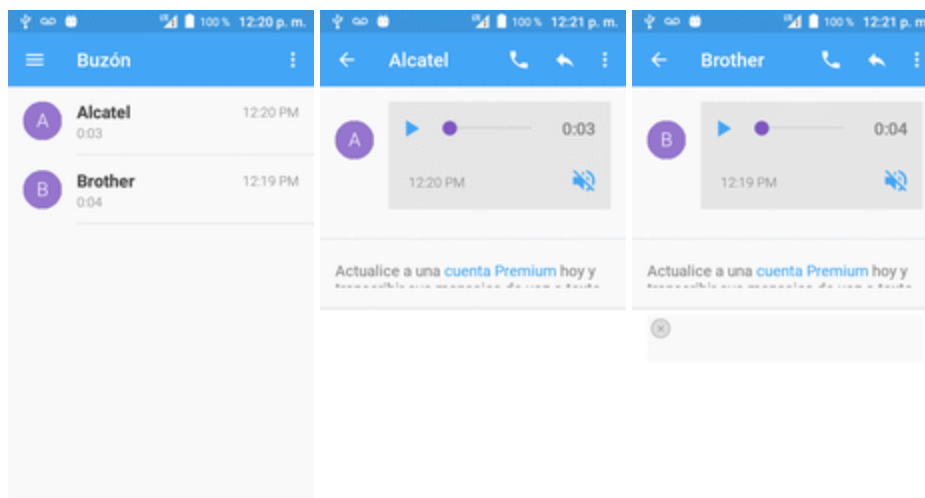 100 % 12:20 p. m.
Buzón
A
Alcatel
12:20 PM
0:03
B
Brother
12:19 PM
0:04
100 % 12:21 p. m.
Alcatel
A
0:03
12:20 PM
Actualice a una cuenta Premium hoy y
100 % 12:21 p. m
Brother
B
0:04
12:19 PM
Actualice a una cuenta Premium hoy y